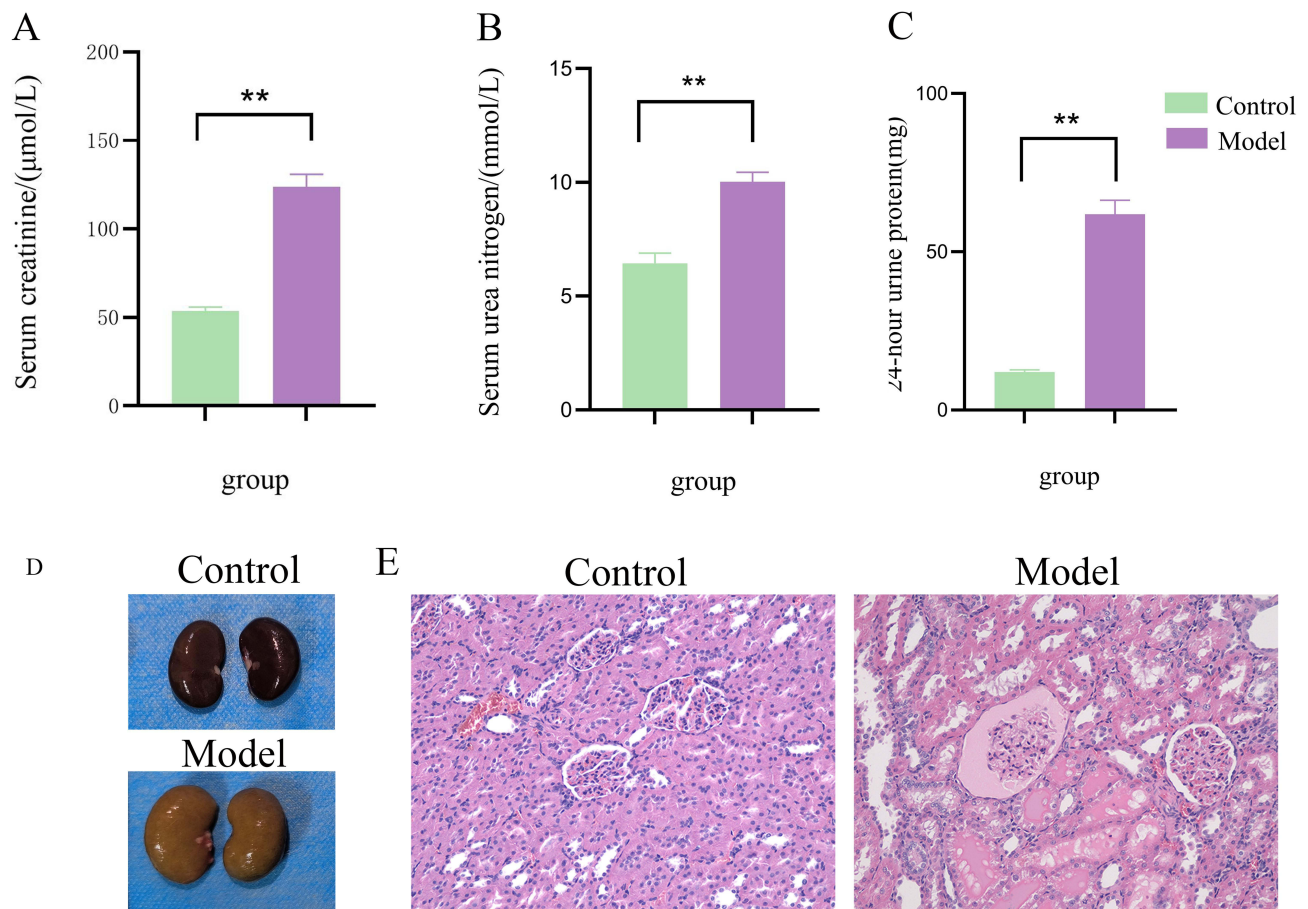 A
Serum creatinine/(μmol/L)
200
150
100
50
0
**
group
B
Serum urea nitrogen/(mmol/L)
15
10
5
0
**
group
C
24-hour urine protein(mg)
100
50
0
**
group
Control
Model
D
Control
Model
E
Control
Model